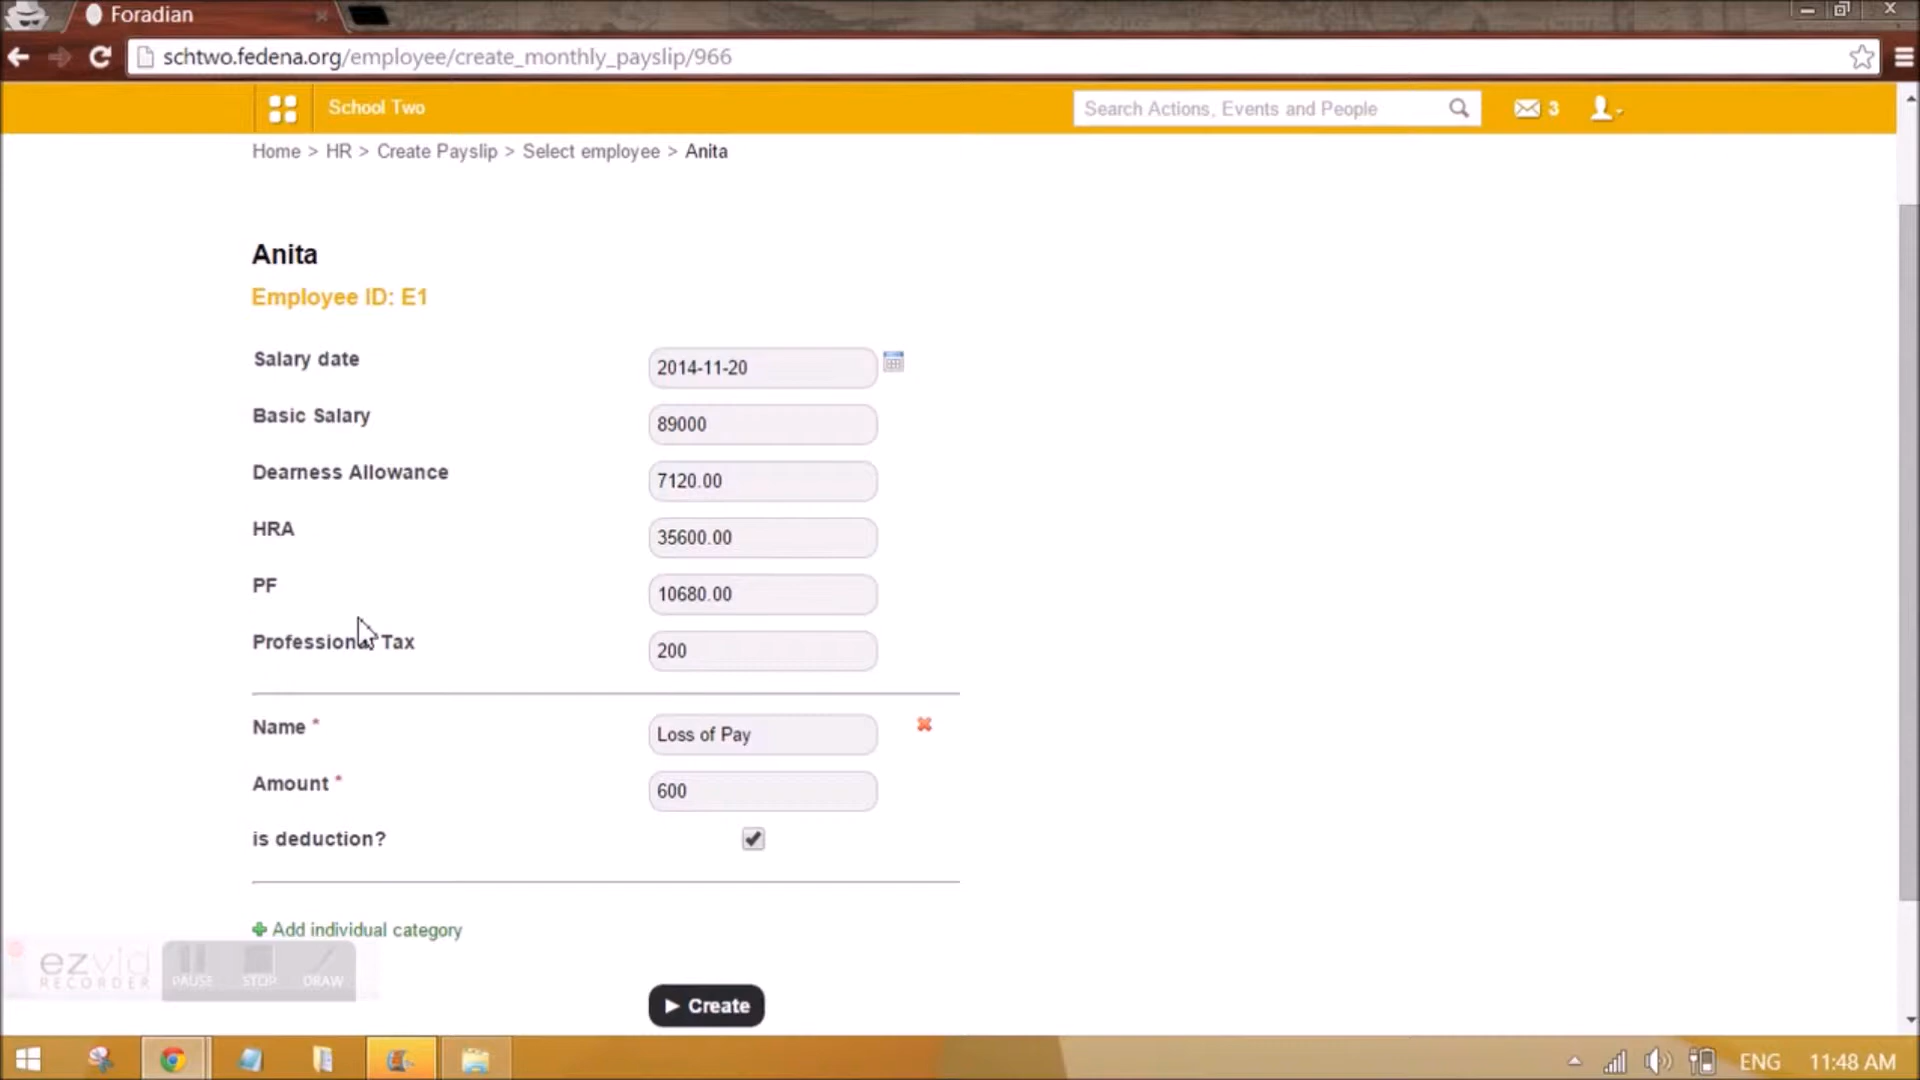 Foradian
schtwo.fedena.org/employee/create_monthly_payslip/966
School Two
Search Actions, Events and People
3
Home > HR > Create Payslip > Select employee > Anita
Anita
Employee ID: E1
Salary date
2014-11-20
Basic Salary
89000
Dearness Allowance
7120.00
HRA
35600.00
PF
10680.00
Professional Tax
200
Name *
Loss of Pay
Amount *
600
is deduction?
Add individual category
ezvid
RECORDER
PAUSE
STOP
DRAW
Create
ENG
11:48 AM